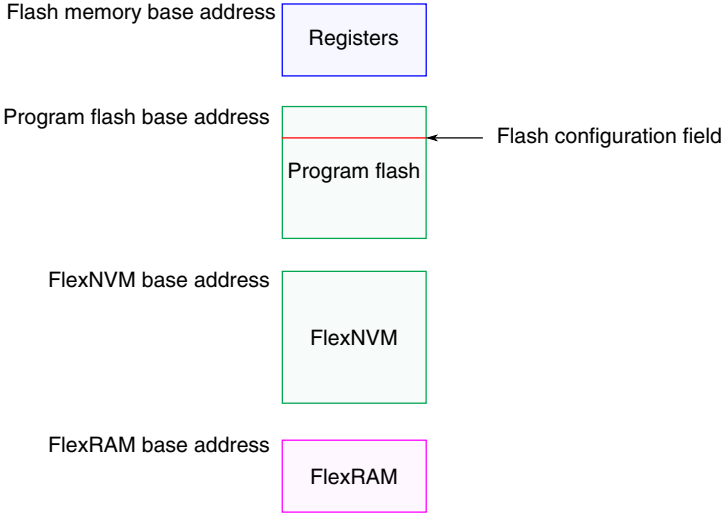 Flash memory base address
Registers
Program flash base address
Flash configuration field
Program flash
FlexNVM base address
FlexNVM
FlexRAM base address
FlexRAM